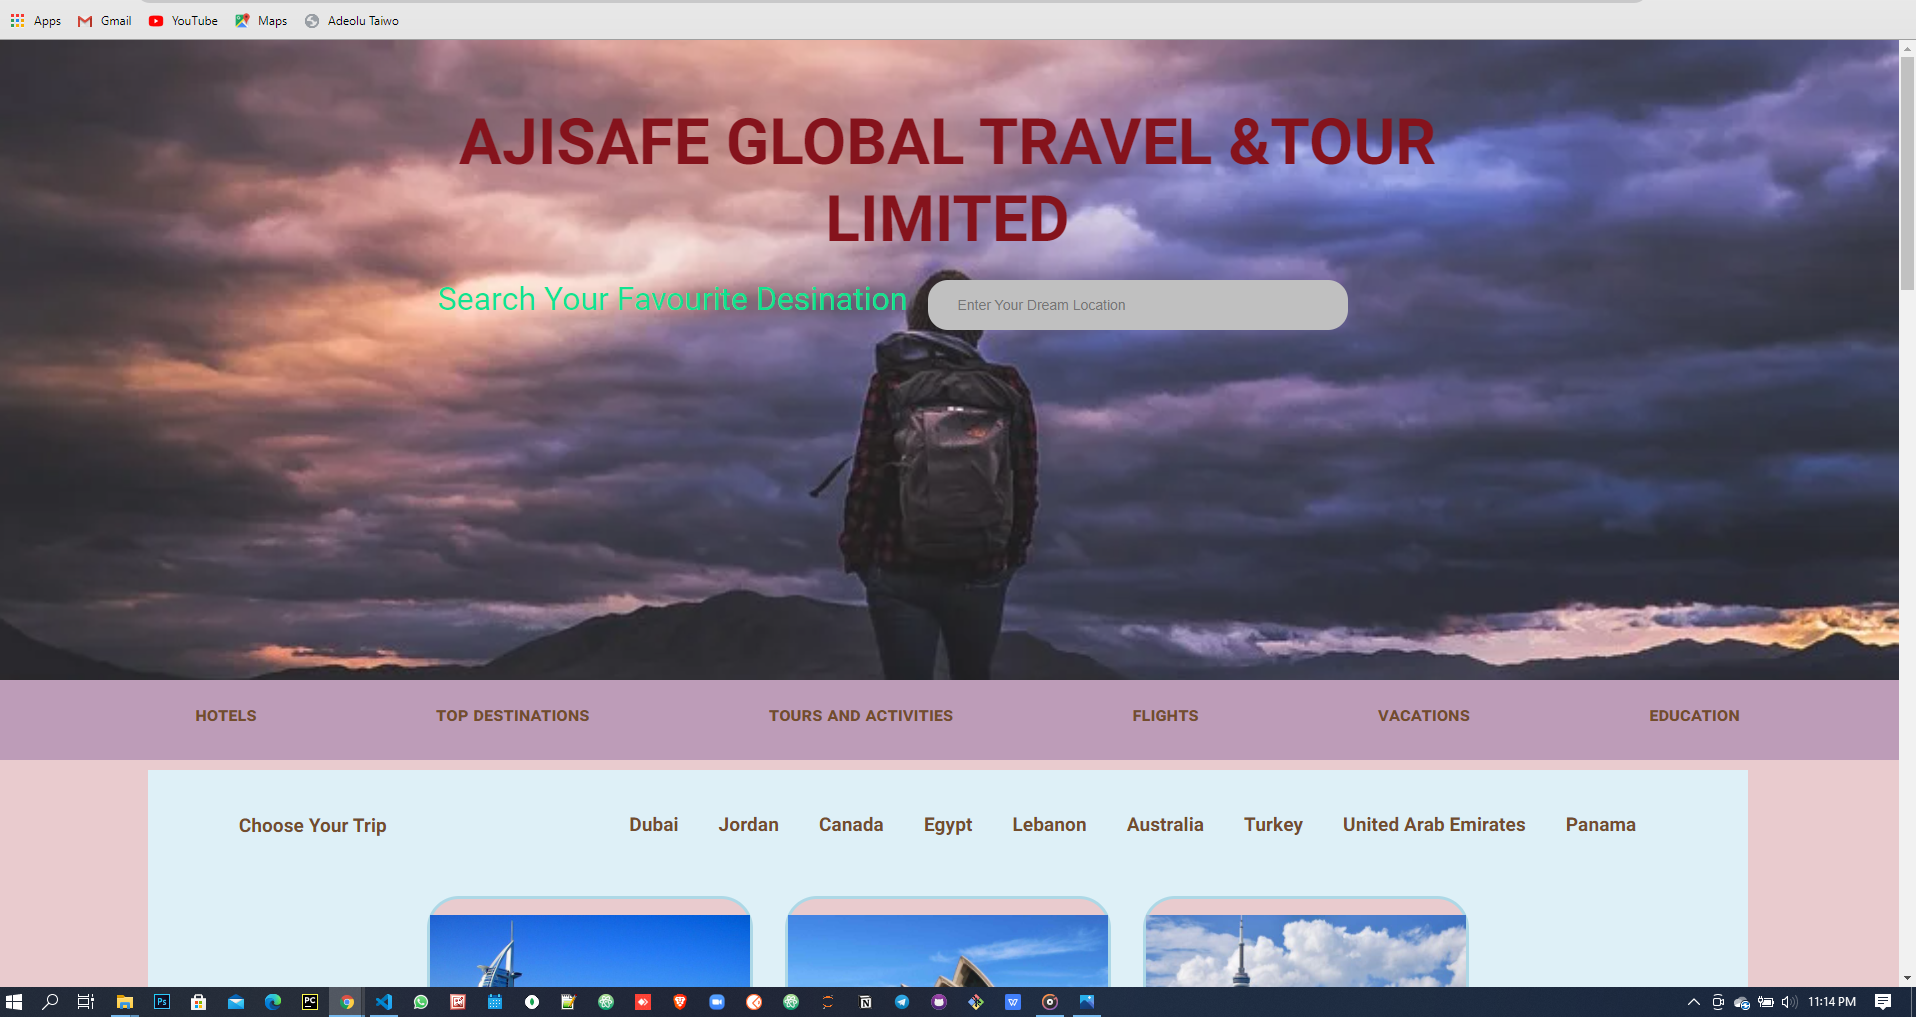 Apps Gmail YouTube Maps Adeolu Taiwo
AJISAFE GLOBAL TRAVEL &TOUR
LIMITED
Search Your Favourite Desination Enter Your Dream Location
HOTELS TOP DESTINATIONS TOURS AND ACTIVITIES FLIGHTS VACATIONS EDUCATION
Choose Your Trip Dubai Jordan Canada Egypt Lebanon Australia Turkey United Arab Emirates Panama
Ps PC N W 11:14 PM